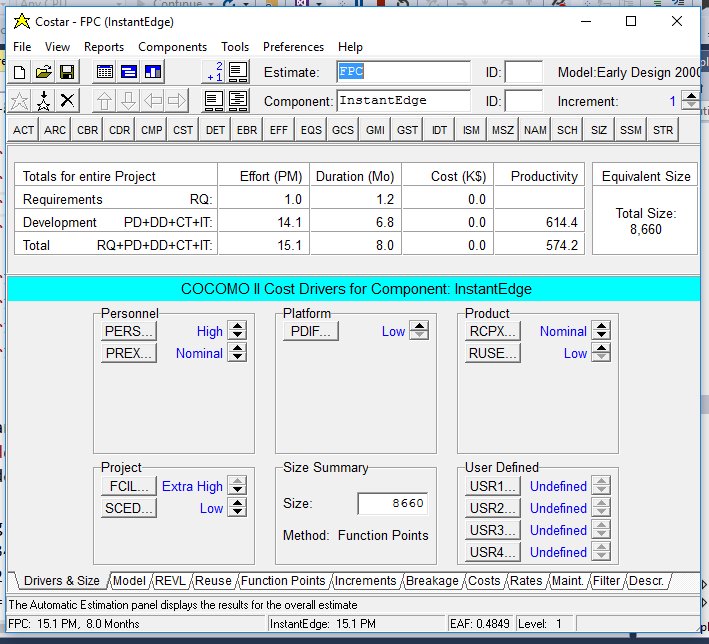 Costar - FPC (InstantEdge)
File View Reports Components Tools Preferences Help
2 +1 Estimate: FPC ID: Model:Early Design 2000
Component: InstantEdge ID: Increment: 1
ACT ARC CBR CDR CMP CST DET EBR EFF EQS GCS GMI GST IDT ISM MSZ NAM SCH SIZ SSM STR
Totals for entire Project Effort (PM) Duration (Mo) Cost (K$) Productivity Equivalent Size
Requirements RQ: 1.0 1.2 0.0
Development PD+DD+CT+IT: 14.1 6.8 0.0 614.4 Total Size:
8,660
Total RQ+PD+DD+CT+IT: 15.1 8.0 0.0 574.2
COCOMO II Cost Drivers for Component: InstantEdge
Personnel Platform Product
PERS... High PDIF... Low RCPX... Nominal
PREX... Nominal RUSE... Low
Project Size Summary User Defined
FCIL... Extra High USR1... Undefined
SCED... Low Size: 8660 USR2... Undefined
Method: Function Points USR3... Undefined
USR4... Undefined
Drivers & Size Model REVL Reuse Function Points Increments Breakage Costs Rates Maint. Filter Descr.
The Automatic Estimation panel displays the results for the overall estimate
FPC: 15.1 PM, 8.0 Months InstantEdge: 15.1 PM EAF: 0.4849 Level: 1